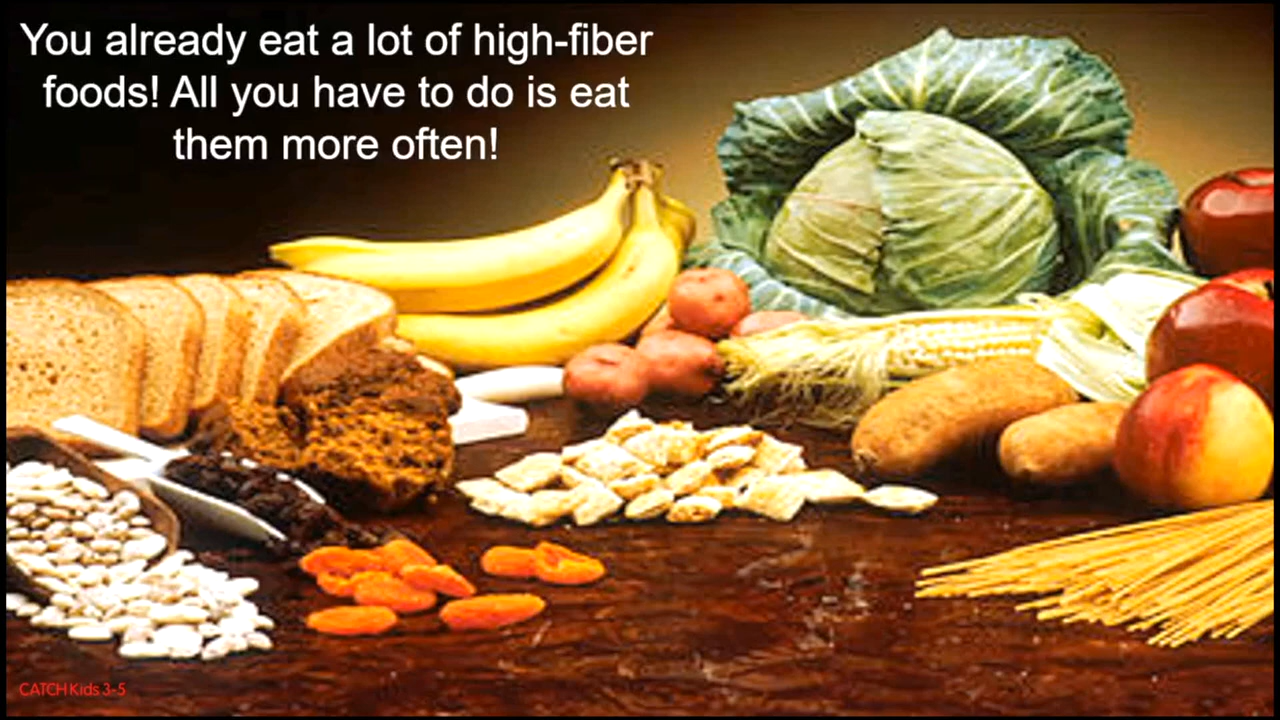 You already eat a lot of high-fiber
foods! All you have to do is eat
them more often!
CATCH Kids 3-5